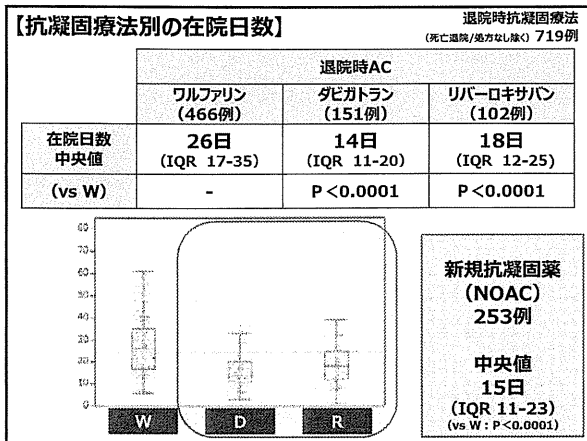 【抗凝固療法別の在院日数】
退院時抗凝固療法
(死亡退院/処方なし除く) 719例
退院時AC
ワルファリン ダビガトラン リバーロキサバン
(466例) (151例) (102例)
在院日数
中央値
26日 14日 18日
(IQR 17-35) (IQR 11-20) (IQR 12-25)
(vs W) - P<0.0001 P<0.0001
80
70
60
50
40
30
20
10
0
W D R
新規抗凝固薬
(NOAC)
253例
中央値
15日
(IQR 11-23)
(vs W : P<0.0001)